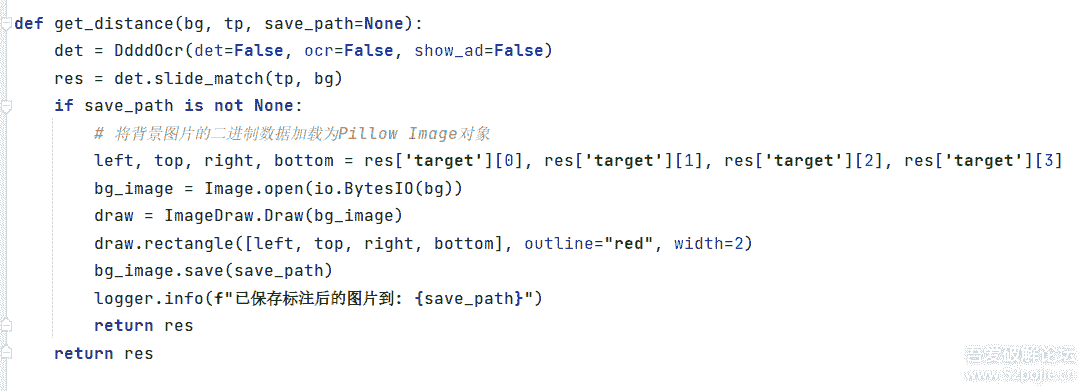 def get_distance(bg, tp, save_path=None):
    det = DdddOcr(det=False, ocr=False, show_ad=False)
    res = det.slide_match(tp, bg)
    if save_path is not None:
        # 将背景图片的二进制数据加载为Pillow Image对象
        left, top, right, bottom = res['target'][0], res['target'][1], res['target'][2], res['target'][3]
        bg_image = Image.open(io.BytesIO(bg))
        draw = ImageDraw.Draw(bg_image)
        draw.rectangle([left, top, right, bottom], outline="red", width=2)
        bg_image.save(save_path)
        logger.info(f"已保存标注后的图片到: {save_path}")
        return res
    return res
吾爱破解论坛
www.52pojie.cn